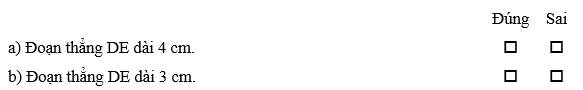 Đúng Sai
a) Đoạn thẳng DE dài 4 cm. □ □
b) Đoạn thẳng DE dài 3 cm. □ □